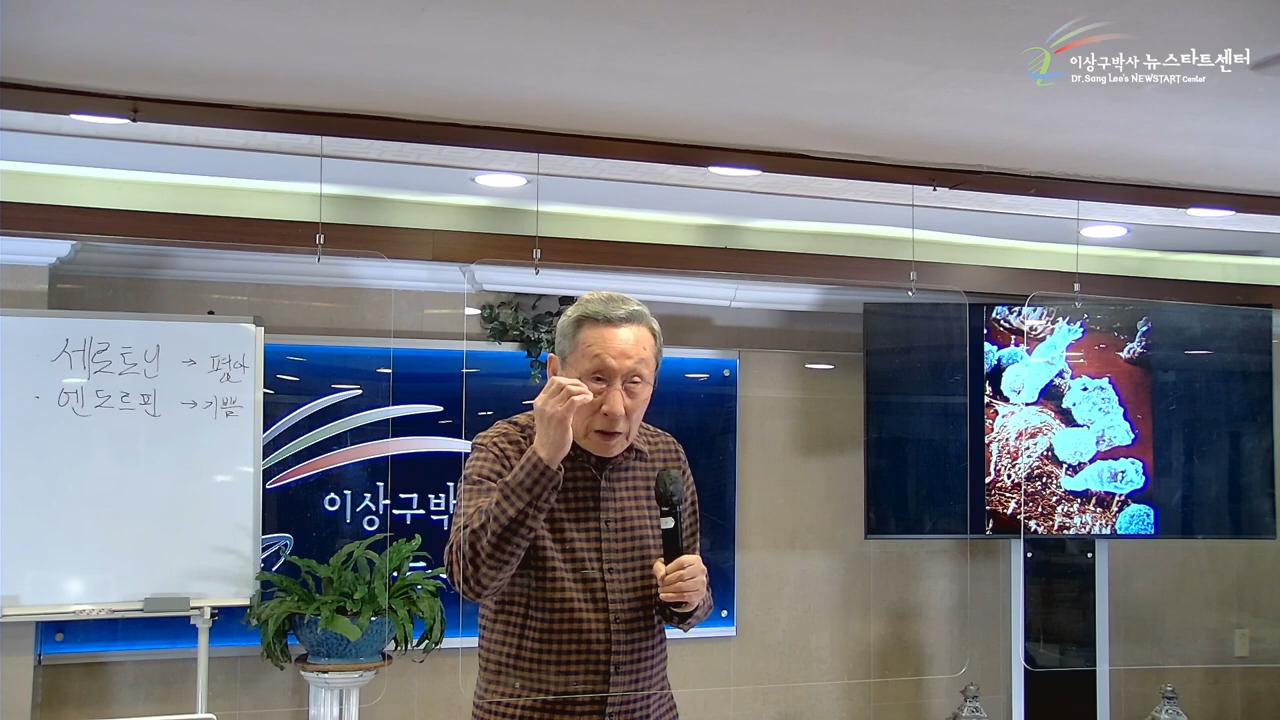 이상구박사 뉴스타트센터
Dr. Sang Lee's NEWSTART Center
· 세로토닌 → 평안
· 엔도르핀 → 기쁨
이상구박